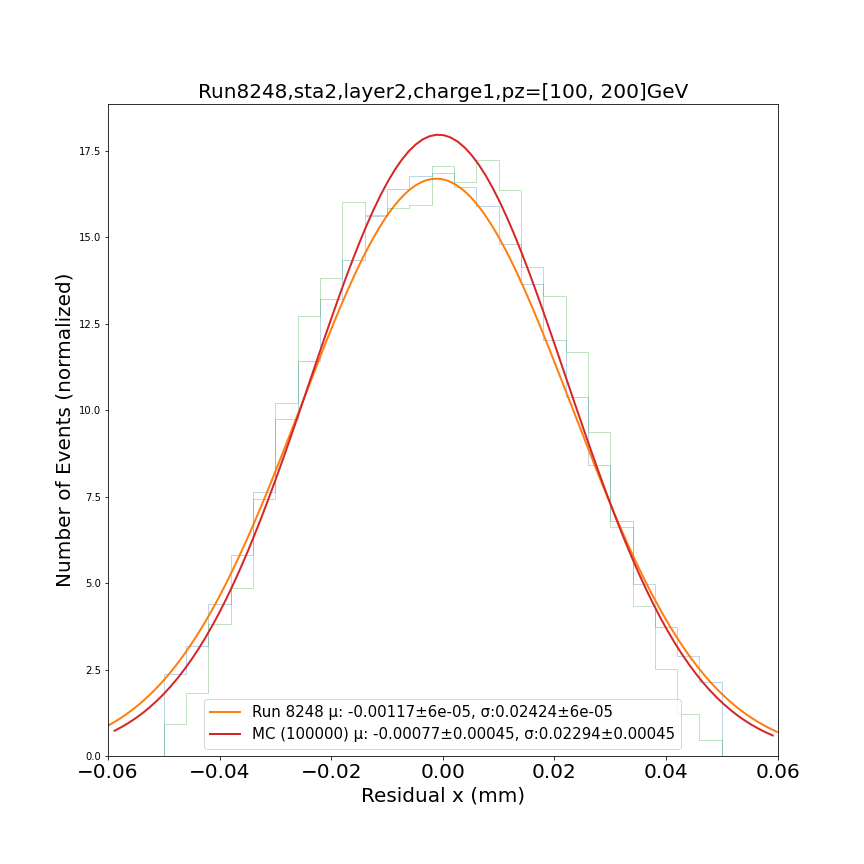 Run8248,sta2,layer2,charge1,pz=[100, 200]GeV
Number of Events (normalized)
17.5
15.0
12.5
10.0
7.5
5.0
2.5
0.0
Run 8248 μ: -0.00117±6e-05, σ:0.02424±6e-05
MC (100000) μ: -0.00077±0.00045, σ:0.02294±0.00045
−0.06 −0.04 −0.02 0.00 0.02 0.04 0.06
Residual x (mm)